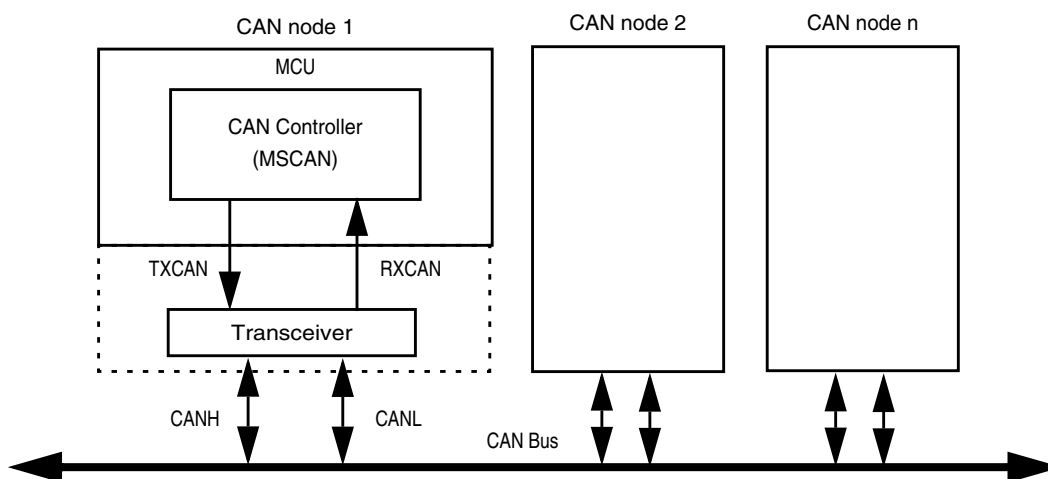 CAN node 1
CAN node 2
CAN node n
MCU
CAN Controller
(MSCAN)
TXCAN
RXCAN
Transceiver
CANH
CANL
CAN Bus